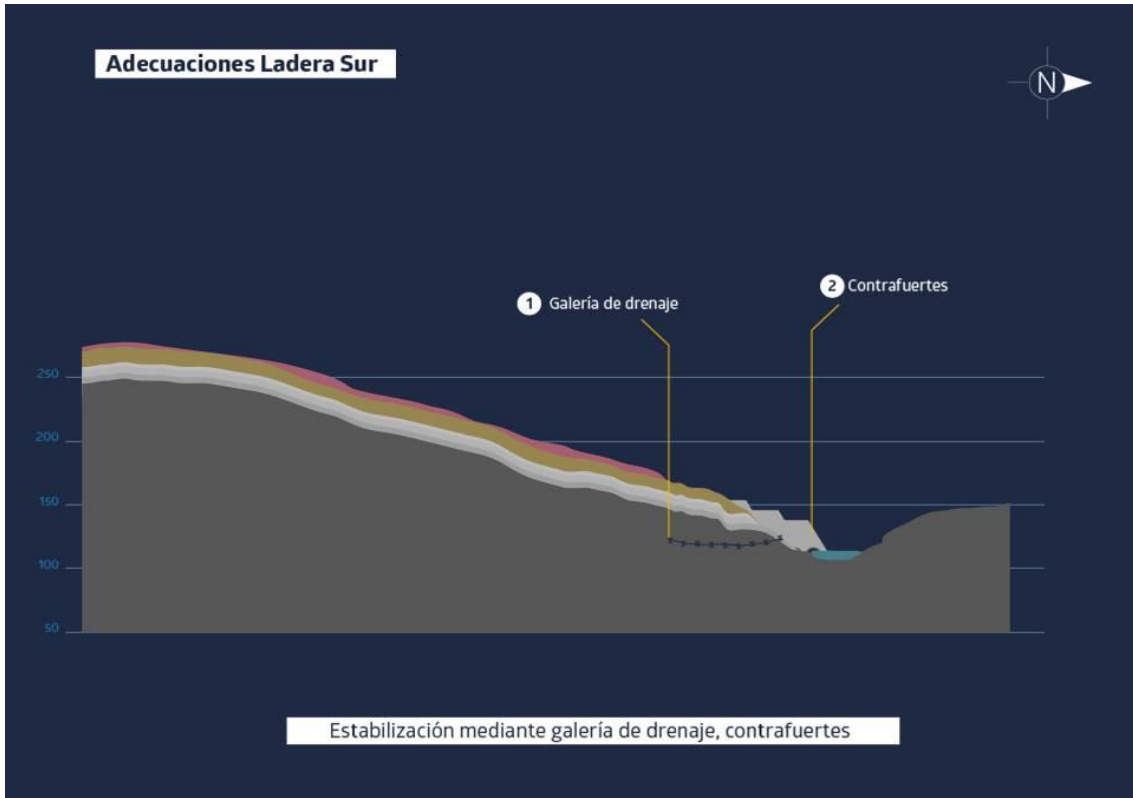 Adecuaciones Ladera Sur
N
1 Galería de drenaje
2 Contrafuertes
250
200
150
100
50
Estabilización mediante galería de drenaje, contrafuertes